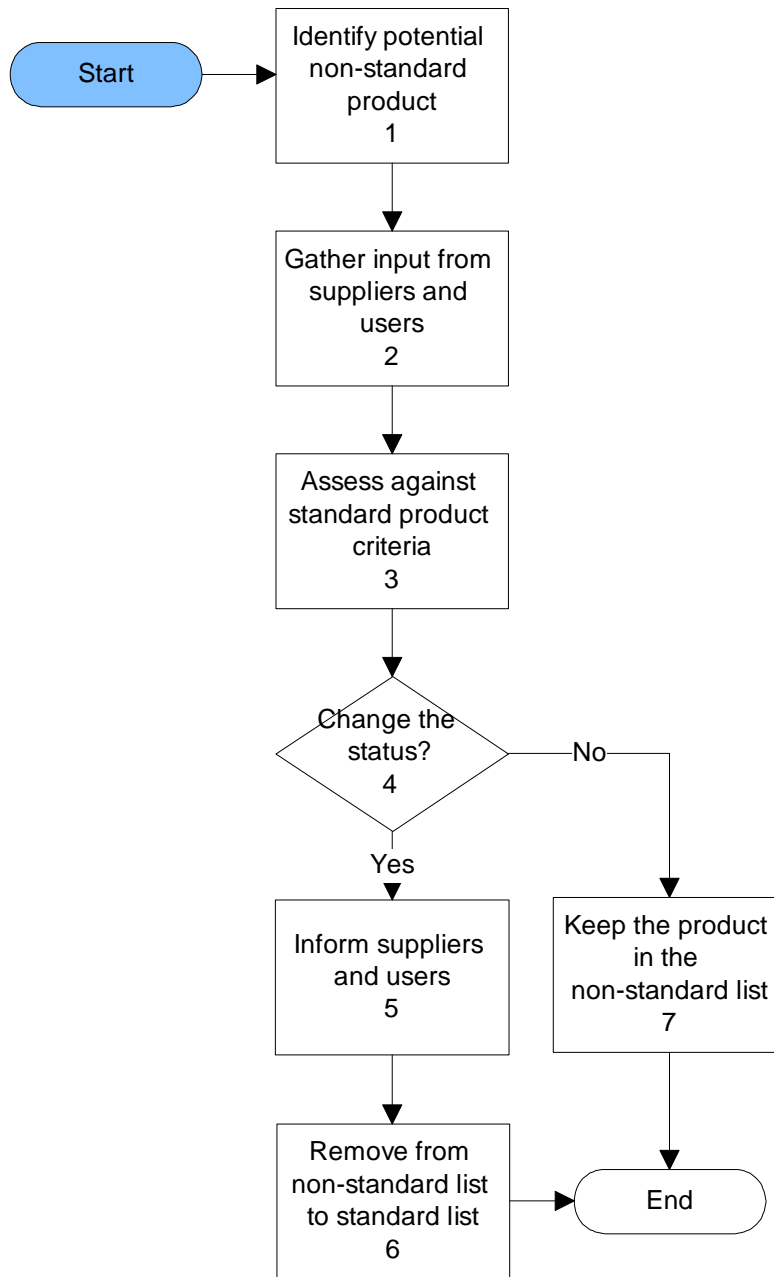 Start
Identify potential
non-standard
product
1
Gather input from
suppliers and
users
2
Assess against
standard product
criteria
3
Change the
status?
4
No
Yes
Inform suppliers
and users
5
Keep the product
in the
non-standard list
7
Remove from
non-standard list
to standard list
6
End